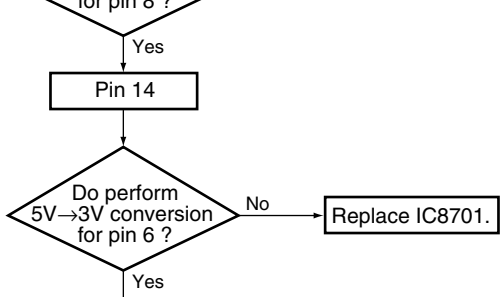 for pin 8 ?
Yes
Pin 14
Do perform
5V→3V conversion
for pin 6 ?
No
Replace IC8701.
Yes